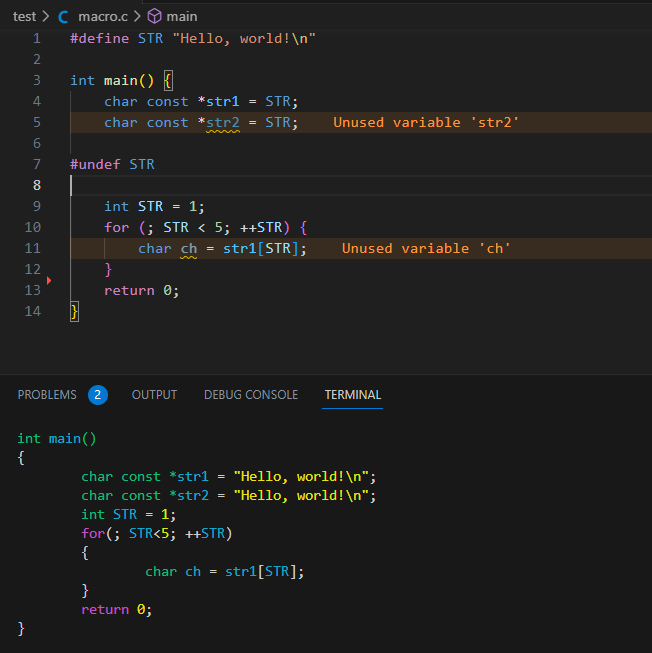 test > C macro.c > main
1 #define STR "Hello, world!\n"
2
3 int main() {
4 char const *str1 = STR;
5 char const *str2 = STR; Unused variable 'str2'
6
7 #undef STR
8
9 int STR = 1;
10 for (; STR < 5; ++STR) {
11 char ch = str1[STR]; Unused variable 'ch'
12 }
13 return 0;
14 }
PROBLEMS 2 OUTPUT DEBUG CONSOLE TERMINAL
int main()
{
char const *str1 = "Hello, world!\n";
char const *str2 = "Hello, world!\n";
int STR = 1;
for(; STR<5; ++STR)
{
char ch = str1[STR];
}
return 0;
}